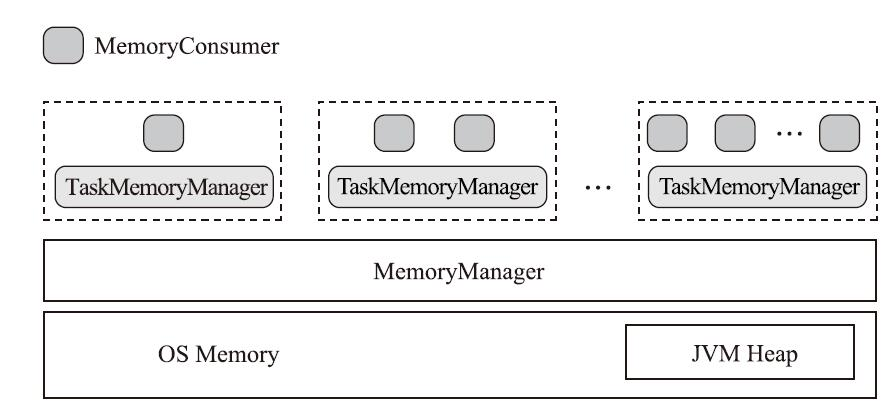 MemoryConsumer
…
TaskMemoryManager
TaskMemoryManager
…
TaskMemoryManager
MemoryManager
OS Memory
JVM Heap